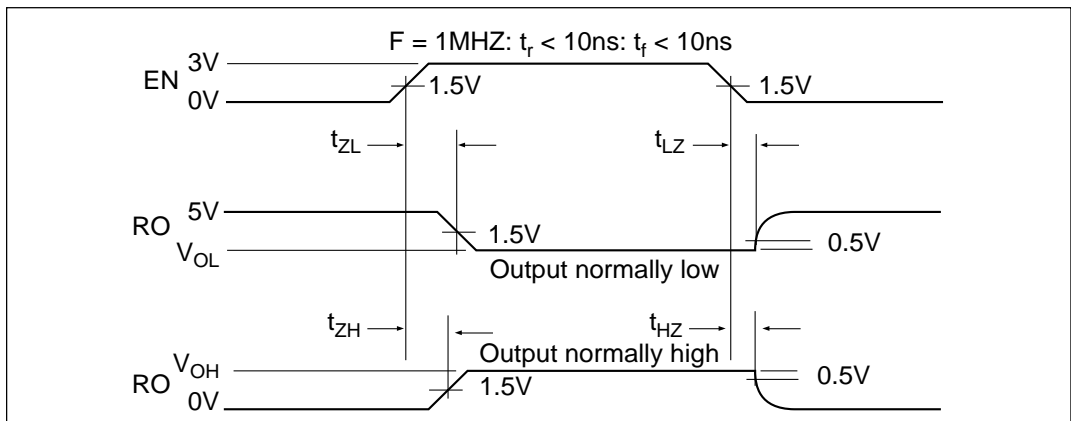 F = 1MHZ: tr < 10ns: tf < 10ns
3V
EN
0V
1.5V
1.5V
tZL
tLZ
5V
RO
VOL
1.5V
0.5V
Output normally low
tZH
tHZ
Output normally high
VOH
RO
0V
1.5V
0.5V